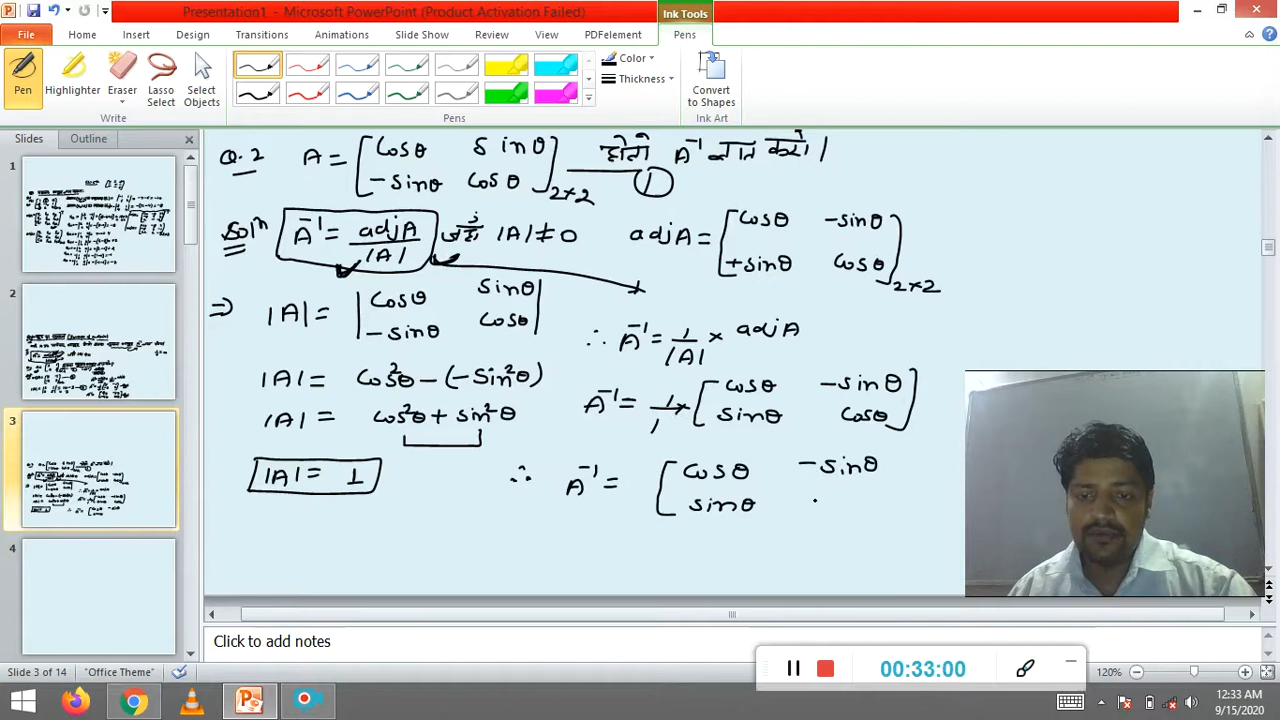 Presentation1 - Microsoft PowerPoint (Product Activation Failed)
Ink Tools
File Home Insert Design Transitions Animations Slide Show Review View PDFelement Pens
Pen Highlighter Eraser Lasso Select Select Objects
Color
Thickness
Convert to Shapes
Write Pens Ink Art
Slides Outline
1
2
3
4
Q.2 A = [cosθ sinθ
-sinθ cosθ]2×2 हो तो A⁻¹ ज्ञात करो।
①
Solⁿ A⁻¹ = adjA/|A| जहाँ |A| ≠ 0
⇒ |A| = |cosθ sinθ
-sinθ cosθ|
|A| = cos²θ - (-sin²θ)
|A| = cos²θ + sin²θ
|A| = 1
adjA = [cosθ -sinθ
+sinθ cosθ]2×2
∴ A⁻¹ = 1/|A| × adjA
A⁻¹ = 1/1 × [cosθ -sinθ
sinθ cosθ]
∴ A⁻¹ = [cosθ -sinθ
sinθ
Click to add notes
Slide 3 of 14 "Office Theme" 120%
00:33:00
12:33 AM
9/15/2020